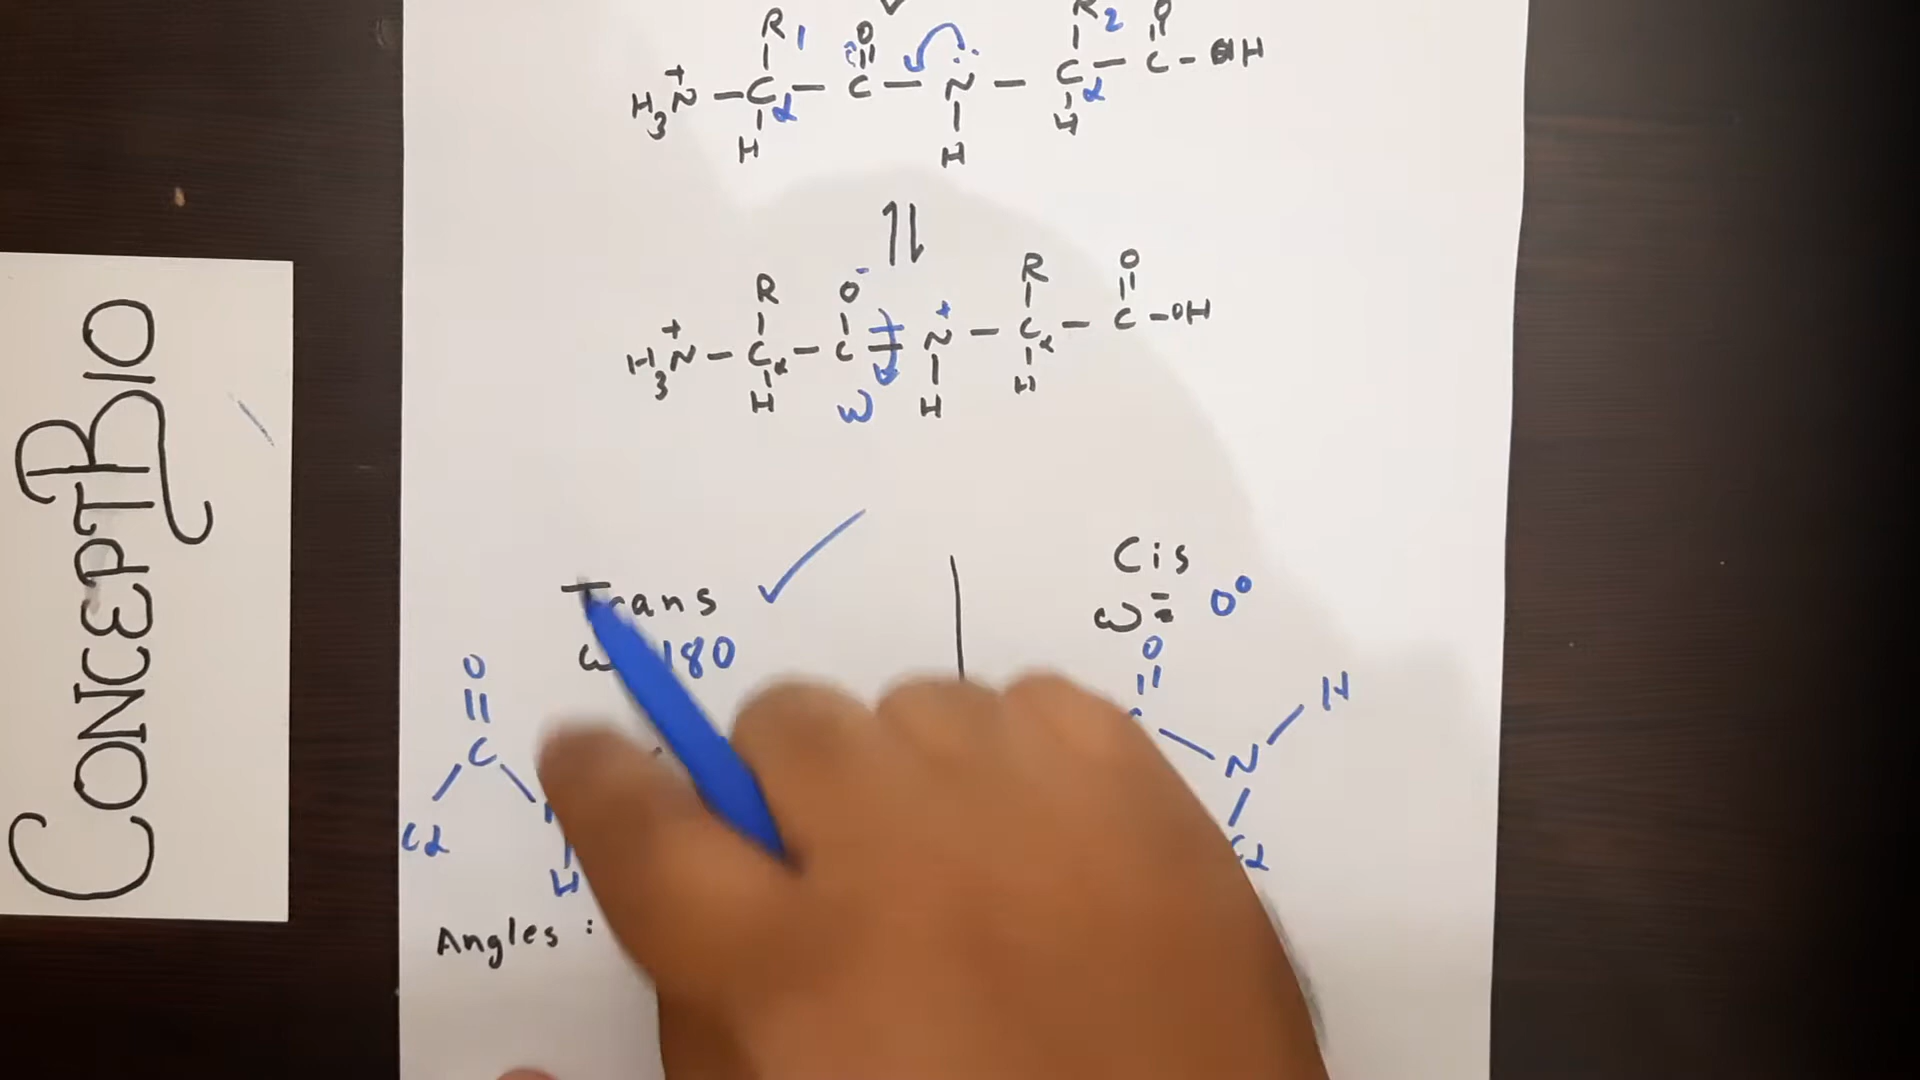 CONCEPTBIO
R1 O R2 O
H3N+ - Cα - C - N̈ - Cα - C - OH
H H H
⇌
R O- R O
H3N+ - Cα - C = N+ - Cα - C - OH
H ω H H
Trans ✓
ω 180
O
C
Cα
H
Angles :
Cis
ω = 0°
O
H
N
Cα